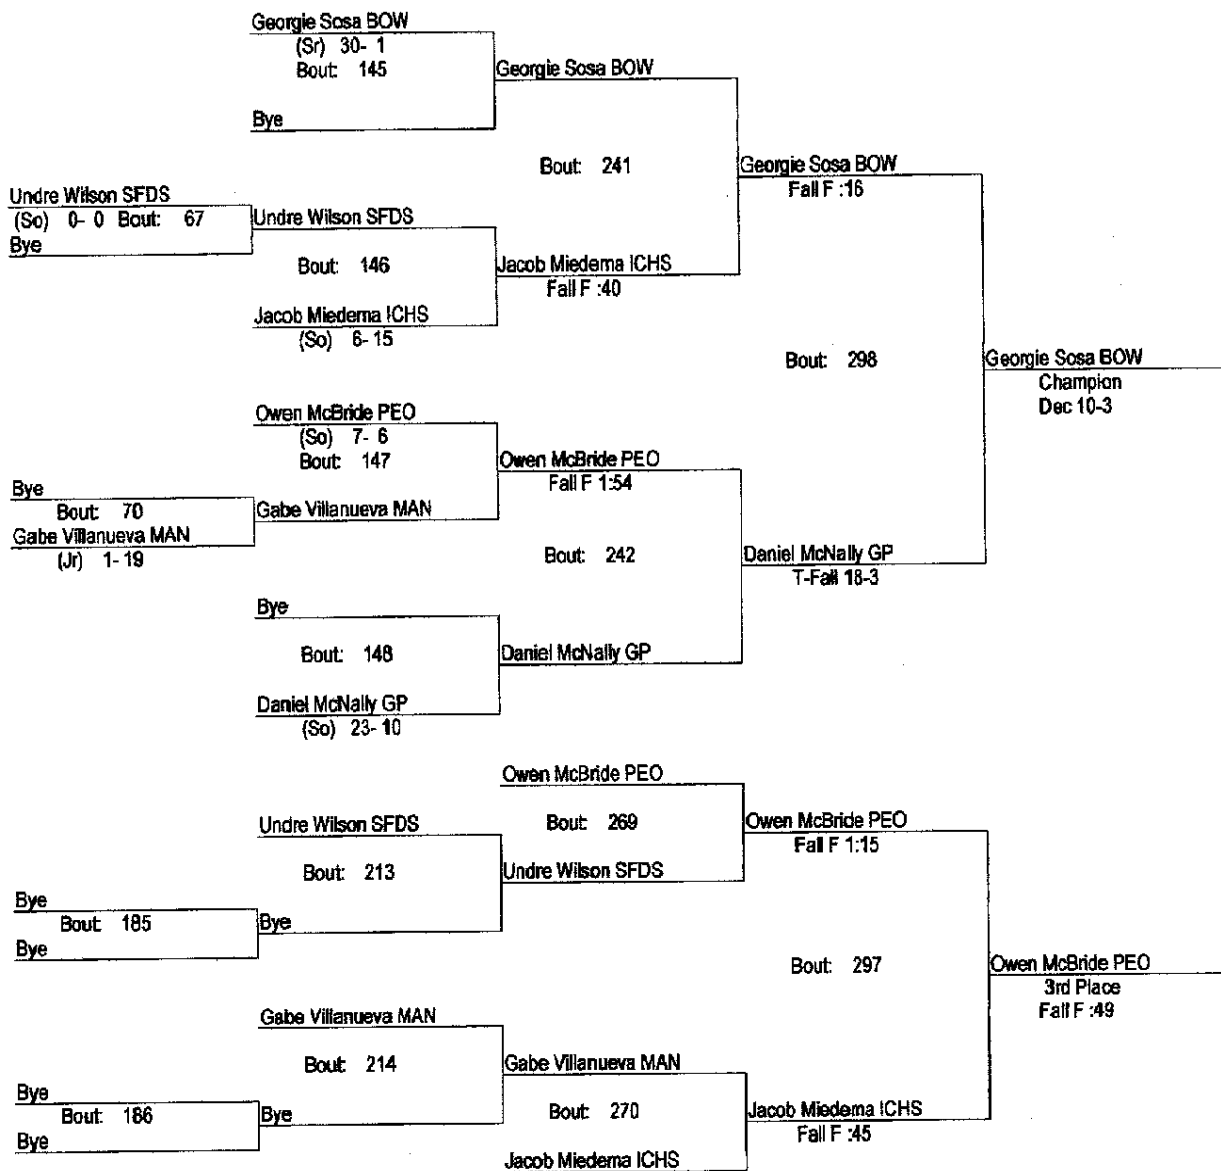 Georgie Sosa BOW
(Sr) 30- 1
Bout: 145
Georgie Sosa BOW
Bye
Bout: 241
Georgie Sosa BOW
Fall F :16
Undre Wilson SFDS
(So) 0- 0 Bout: 67
Bye
Undre Wilson SFDS
Bout: 146
Jacob Miedema ICHS
Fall F :40
Jacob Miedema ICHS
(So) 6- 15
Bout: 298
Georgie Sosa BOW
Champion
Dec 10-3
Owen McBride PEO
(So) 7- 6
Bout: 147
Owen McBride PEO
Fall F 1:54
Bye
Bout: 70
Gabe Villanueva MAN
(Jr) 1- 19
Gabe Villanueva MAN
Bout: 242
Daniel McNally GP
T-Fall 18-3
Bye
Bout: 148
Daniel McNally GP
Daniel McNally GP
(So) 23- 10
Owen McBride PEO
Bout: 269
Owen McBride PEO
Fall F 1:15
Undre Wilson SFDS
Bout: 213
Undre Wilson SFDS
Bye
Bout: 185
Bye
Bye
Bout: 297
Owen McBride PEO
3rd Place
Fall F :49
Gabe Villanueva MAN
Bout: 214
Gabe Villanueva MAN
Bye
Bout: 186
Bye
Bye
Bout: 270
Jacob Miedema ICHS
Fall F :45
Jacob Miedema ICHS